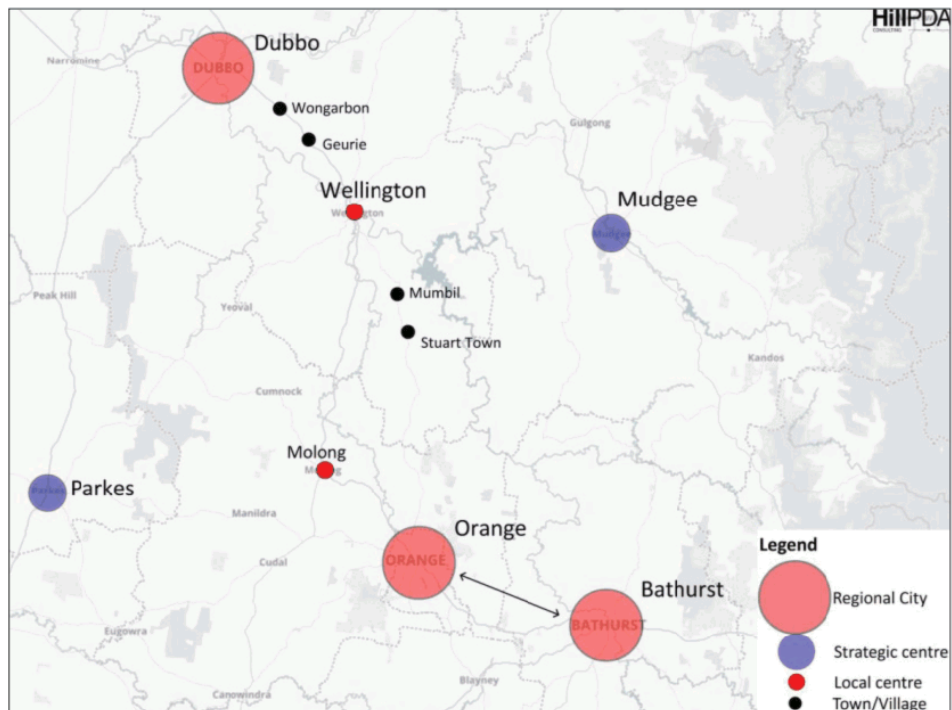 HillPDA
CONSULTING
Dubbo
Narromine
DUBBO
Wongarbon
Gulgong
Geurie
Wellington
Mudgee
Wellington
Mudgee
Mumbil
Peak Hill
Yeoval
Stuart Town
Kandos
Cumnock
Molong
Parkes
Parkes
Manildra
Orange
Legend
ORANGE
Cudal
Bathurst
Regional City
BATHURST
Eugowra
Strategic centre
Blayney
Local centre
Canowindra
Town/Village